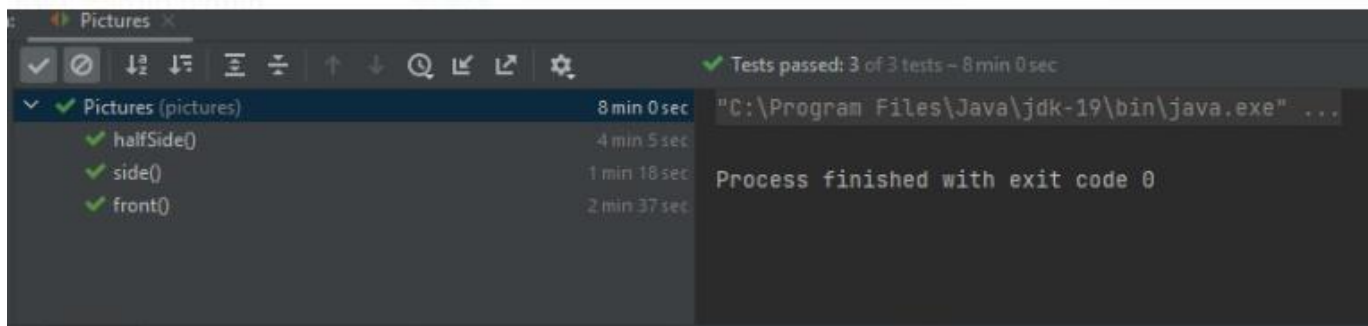 Pictures
Tests passed: 3 of 3 tests – 8 min 0 sec
Pictures (pictures) 8 min 0 sec
halfSide() 4 min 5 sec
side() 1 min 18 sec
front() 2 min 37 sec
"C:\Program Files\Java\jdk-19\bin\java.exe" ...
Process finished with exit code 0